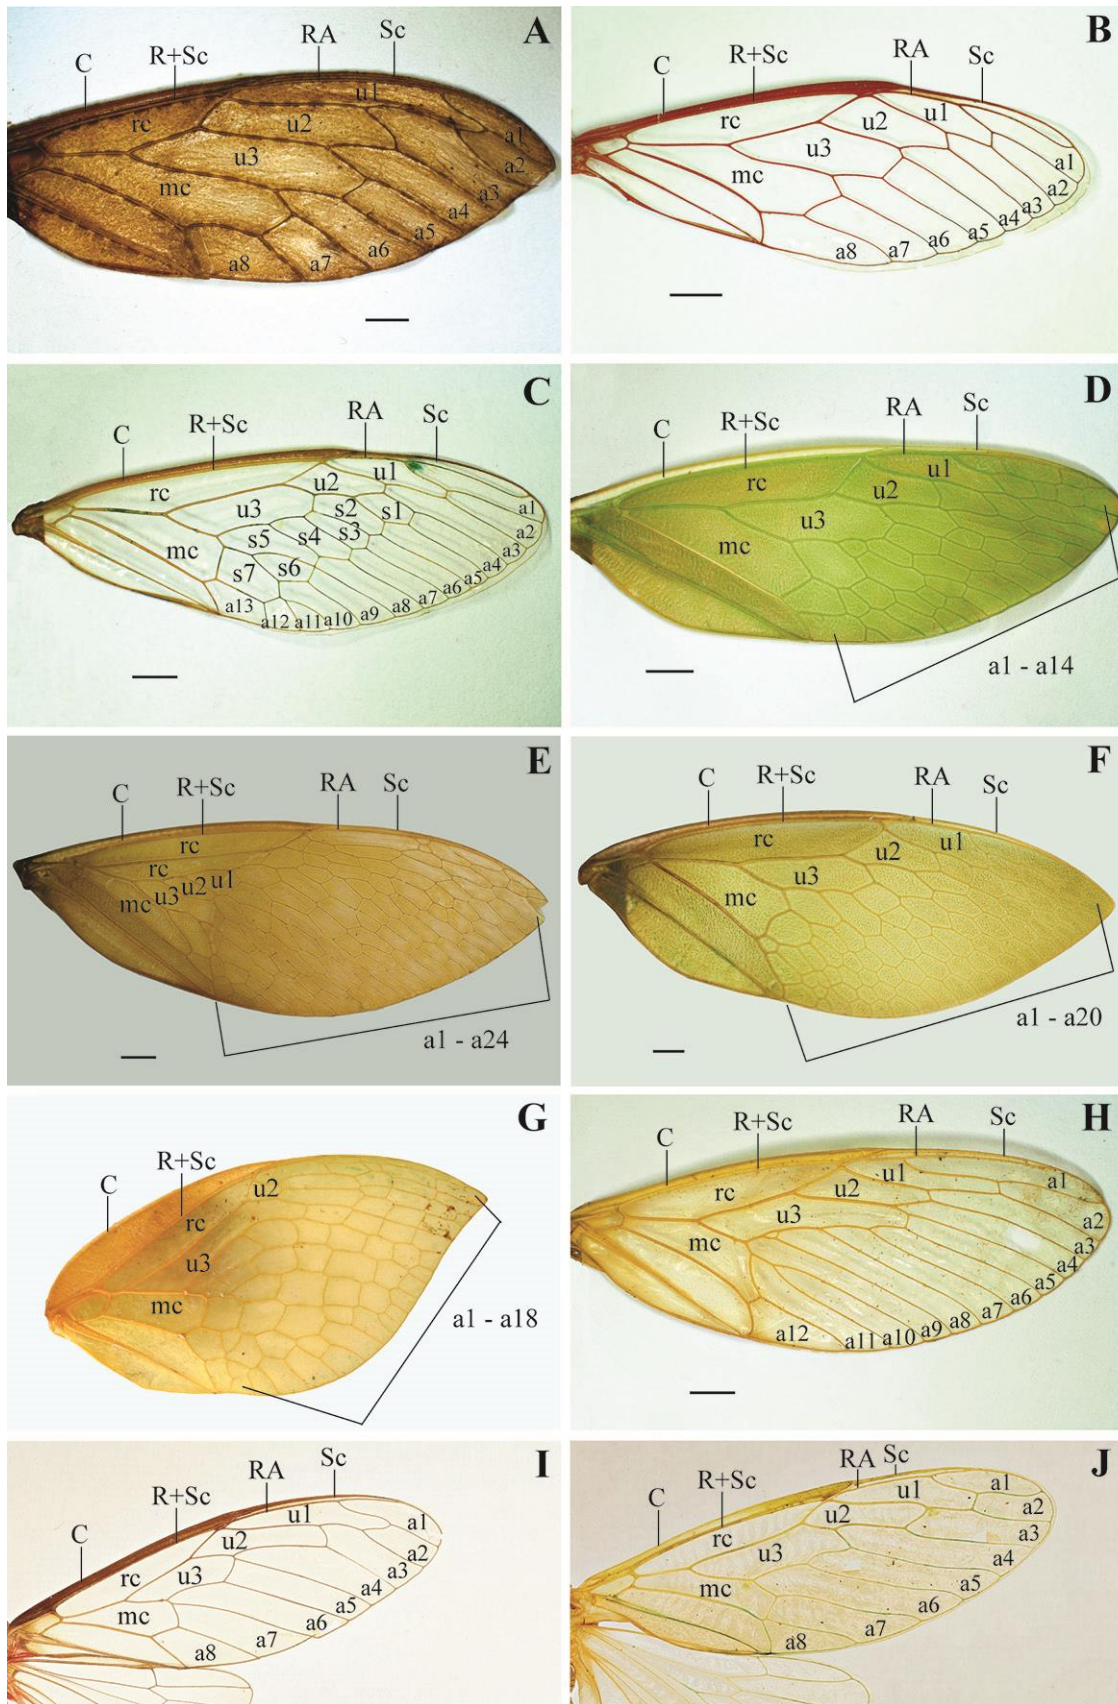 A
C R+Sc RA Sc
rc u2 u1
u3
mc
a1
a2
a3
a4
a5
a6
a7
a8
B
C R+Sc RA Sc
rc u2 u1
u3
mc
a1
a2
a3
a4
a5
a6
a7
a8
C
C R+Sc RA Sc
rc u2 u1
u3 s2 s1
mc s5 s4 s3
s7 s6
a1
a2
a3
a4
a5
a6
a7
a8
a9
a10
a11
a12
a13
D
C R+Sc RA Sc
rc u2 u1
u3
mc
a1 - a14
E
C R+Sc RA Sc
rc
rc
mc u3 u2 u1
a1 - a24
F
C R+Sc RA Sc
rc u2 u1
u3
mc
a1 - a20
G
C R+Sc
rc u2
u3
mc
a1 - a18
H
C R+Sc RA Sc
rc u2 u1
u3
mc
a1
a2
a3
a4
a5
a6
a7
a8
a9
a10
a11
a12
I
C R+Sc RA Sc
rc u3 u2 u1
mc
a1
a2
a3
a4
a5
a6
a7
a8
J
C R+Sc RA Sc
rc u2 u1
u3
mc
a1
a2
a3
a4
a5
a6
a7
a8